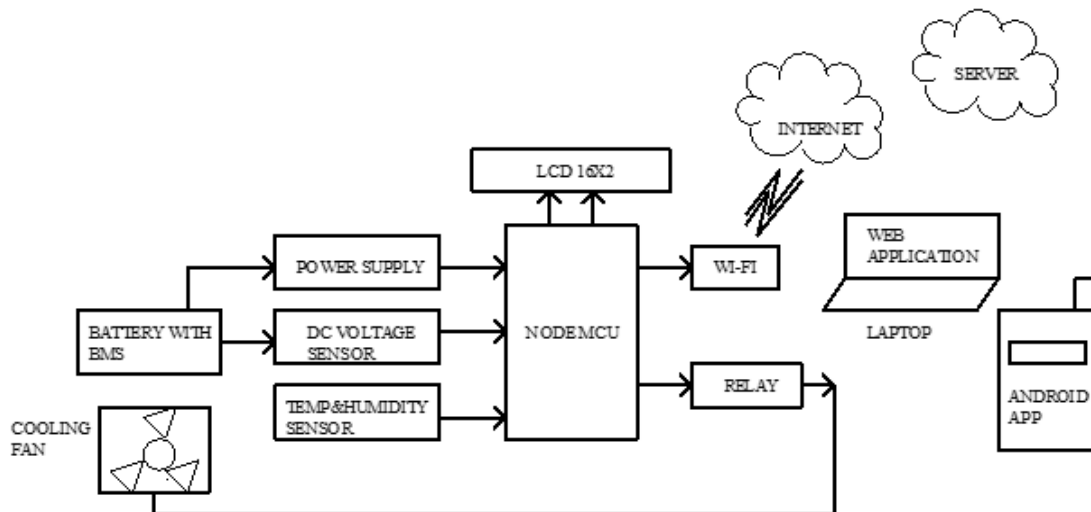 SERVER
INTERNET
LCD 16X2
WEB
APPLICATION
POWER SUPPLY
WI-FI
BATTERY WITH
BMS
DC VOLTAGE
SENSOR
NODEMCU
LAPTOP
RELAY
TEMP&HUMIDITY
SENSOR
ANDROID
APP
COOLING
FAN